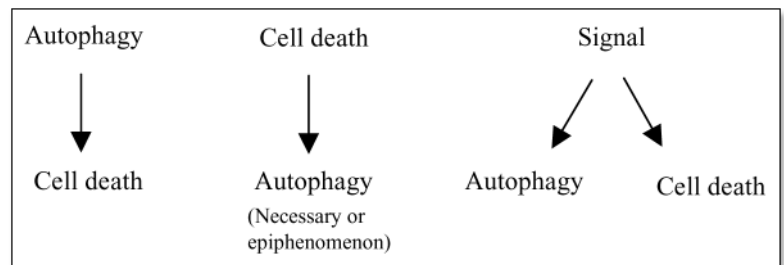 Autophagy
Cell death
Cell death
Autophagy
(Necessary or
epiphenomenon)
Signal
Autophagy
Cell death